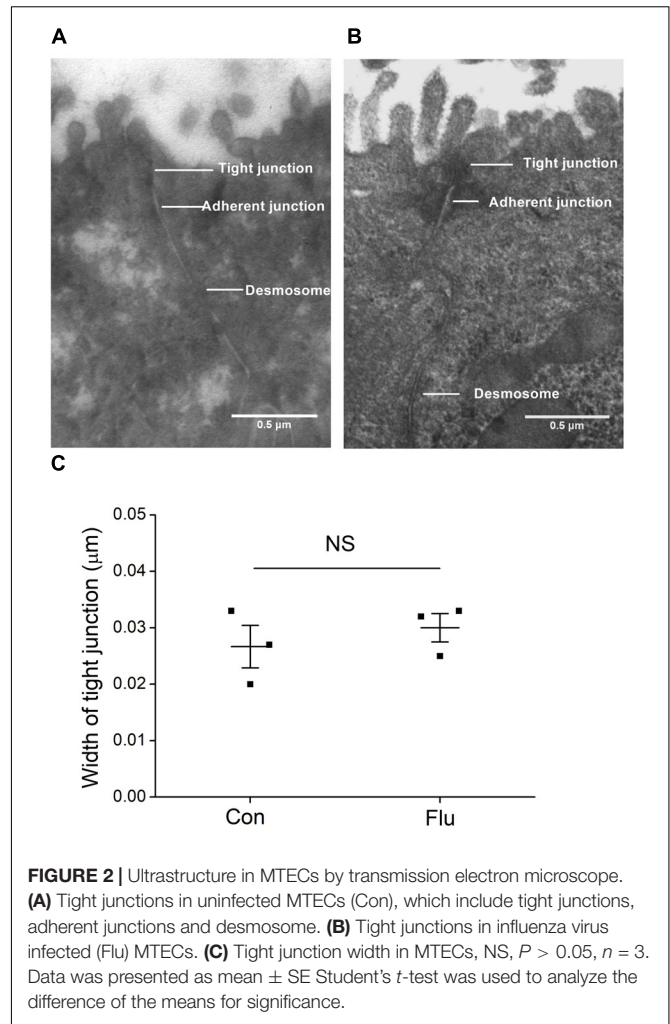 A
B
Tight junction
Adherent junction
Desmosome
0.5 μm
Tight junction
Adherent junction
Desmosome
0.5 μm
C
Width of tight junction (μm)
0.05
0.04
0.03
0.02
0.01
0.00
NS
Con
Flu
FIGURE 2 | Ultrastructure in MTECs by transmission electron microscope.
(A) Tight junctions in uninfected MTECs (Con), which include tight junctions,
adherent junctions and desmosome. (B) Tight junctions in influenza virus
infected (Flu) MTECs. (C) Tight junction width in MTECs, NS, P > 0.05, n = 3.
Data was presented as mean ± SE Student's t-test was used to analyze the
difference of the means for significance.